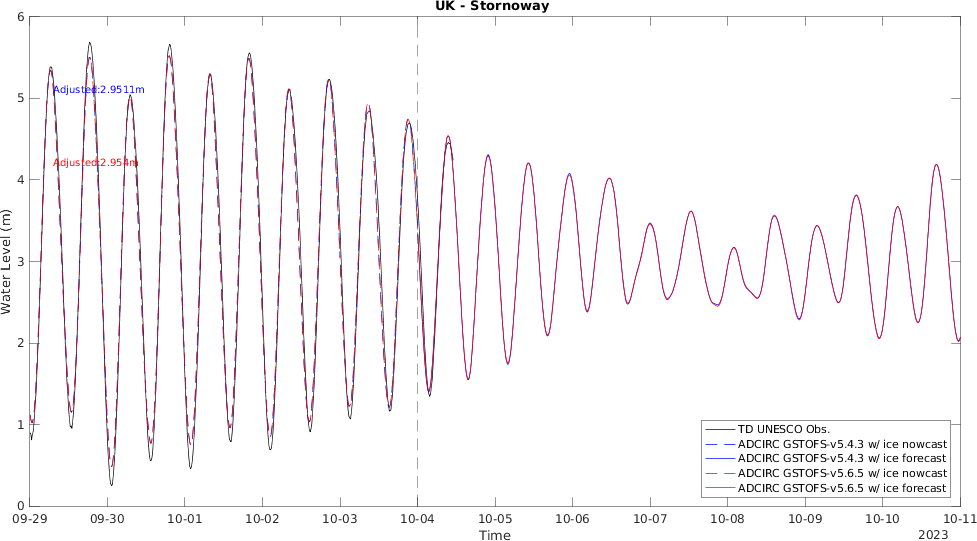 UK - Stornoway
6
5
4
3
2
1
0
Water Level (m)
Adjusted:2.9511m
Adjusted:2.954m
TD UNESCO Obs.
ADCIRC GSTOFS-v5.4.3 w/ ice nowcast
ADCIRC GSTOFS-v5.4.3 w/ ice forecast
ADCIRC GSTOFS-v5.6.5 w/ ice nowcast
ADCIRC GSTOFS-v5.6.5 w/ ice forecast
09-29 09-30 10-01 10-02 10-03 10-04 10-05 10-06 10-07 10-08 10-09 10-10 10-11
Time
2023